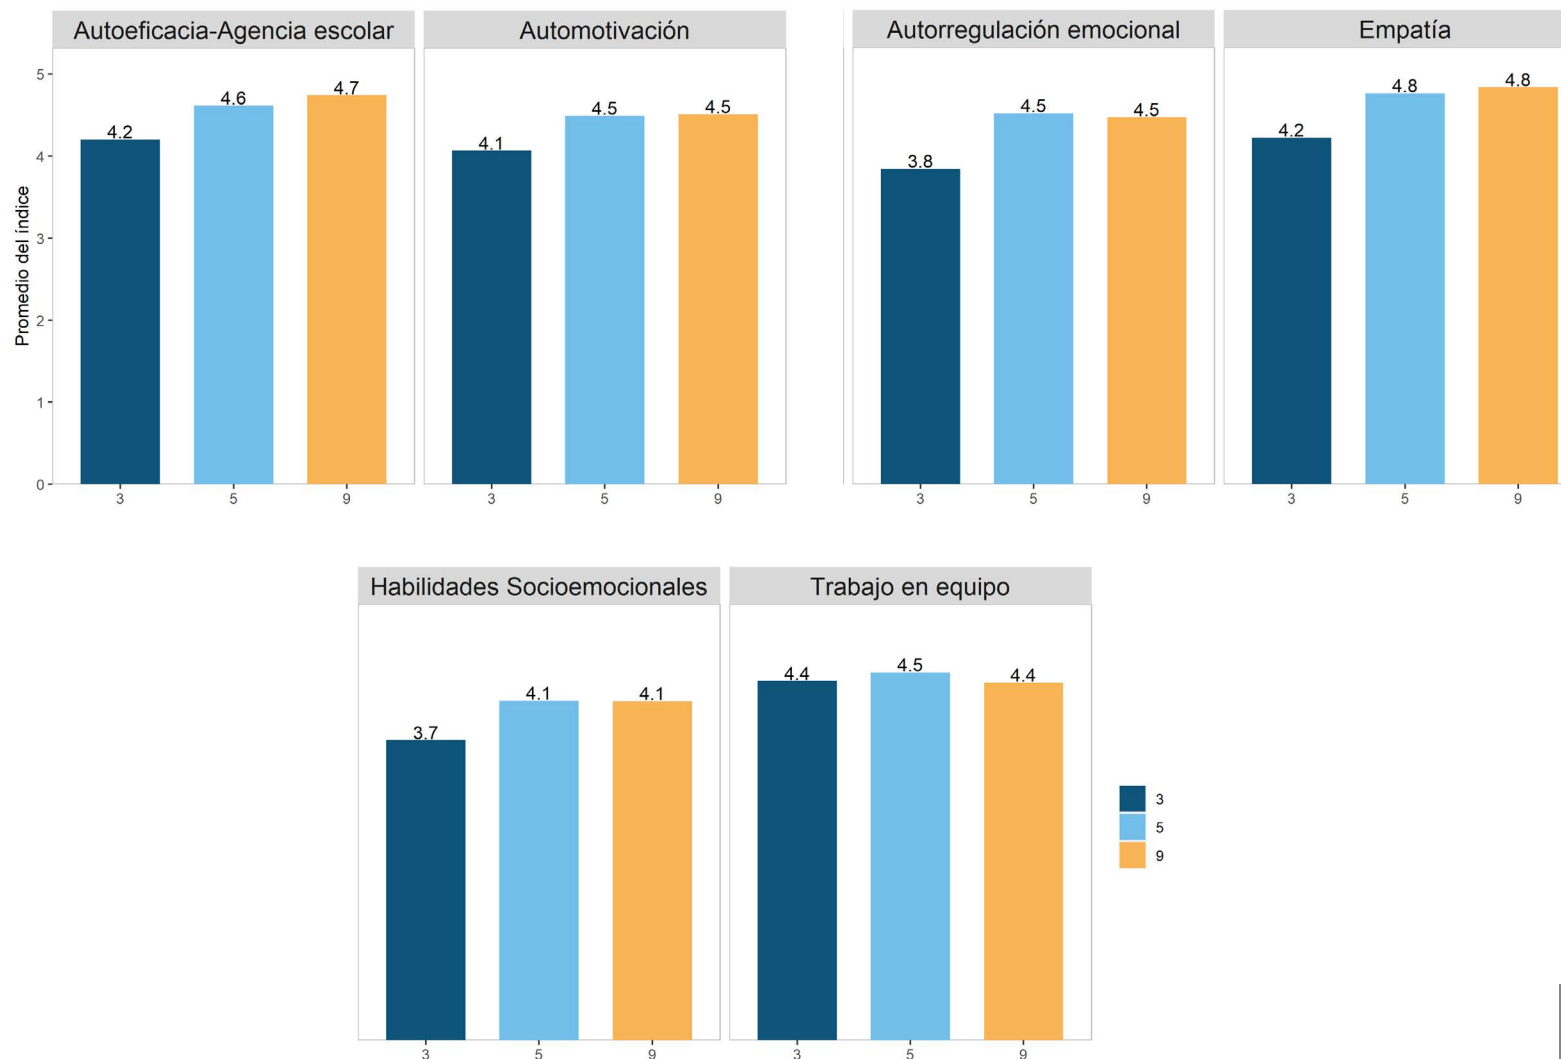 Autoeficacia-Agencia escolar
Automotivación
Autorregulación emocional
Empatía
Promedio del índice
5
4
3
2
1
0
4.2
4.6
4.7
4.1
4.5
4.5
3.8
4.5
4.5
4.2
4.8
4.8
3 5 9
3 5 9
3 5 9
3 5 9
Habilidades Socioemocionales
Trabajo en equipo
3.7
4.1
4.1
4.4
4.5
4.4
3 5 9
3 5 9
3
5
9